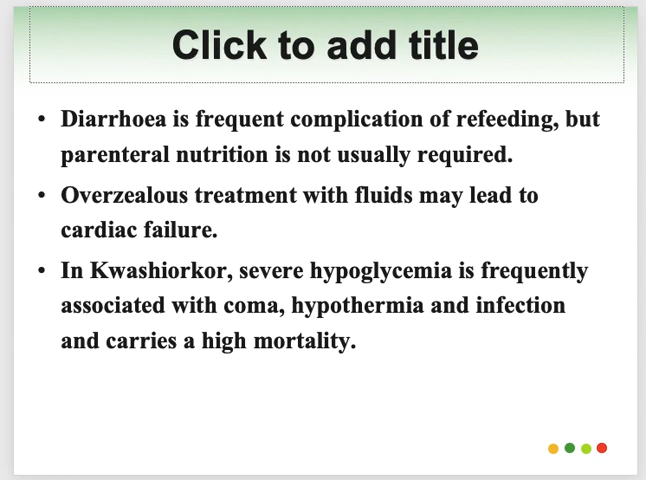 Click to add title
• Diarrhoea is frequent complication of refeeding, but
parenteral nutrition is not usually required.
• Overzealous treatment with fluids may lead to
cardiac failure.
• In Kwashiorkor, severe hypoglycemia is frequently
associated with coma, hypothermia and infection
and carries a high mortality.